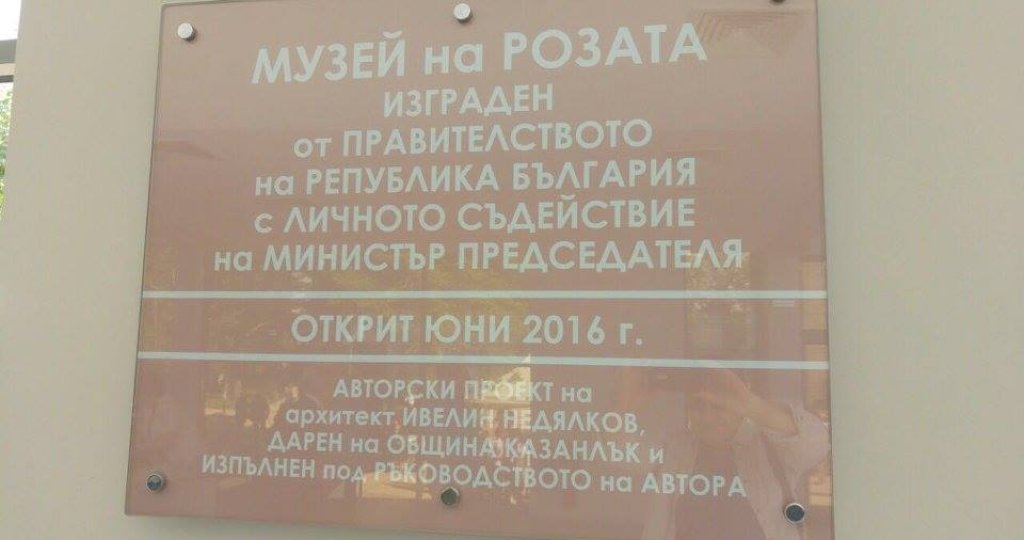 МУЗЕЙ на РОЗАТА
ИЗГРАДЕН
от ПРАВИТЕЛСТВОТО
на РЕПУБЛИКА БЪЛГАРИЯ
с ЛИЧНОТО СЪДЕЙСТВИЕ
на МИНИСТЪР ПРЕДСЕДАТЕЛЯ
ОТКРИТ ЮНИ 2016 г.
АВТОРСКИ ПРОЕКТ на
архитект ИВЕЛИН НЕДЯЛКОВ,
ДАРЕН на ОБЩИНА КАЗАНЛЪК и
ИЗПЪЛНЕН под РЪКОВОДСТВОТО на АВТОРА